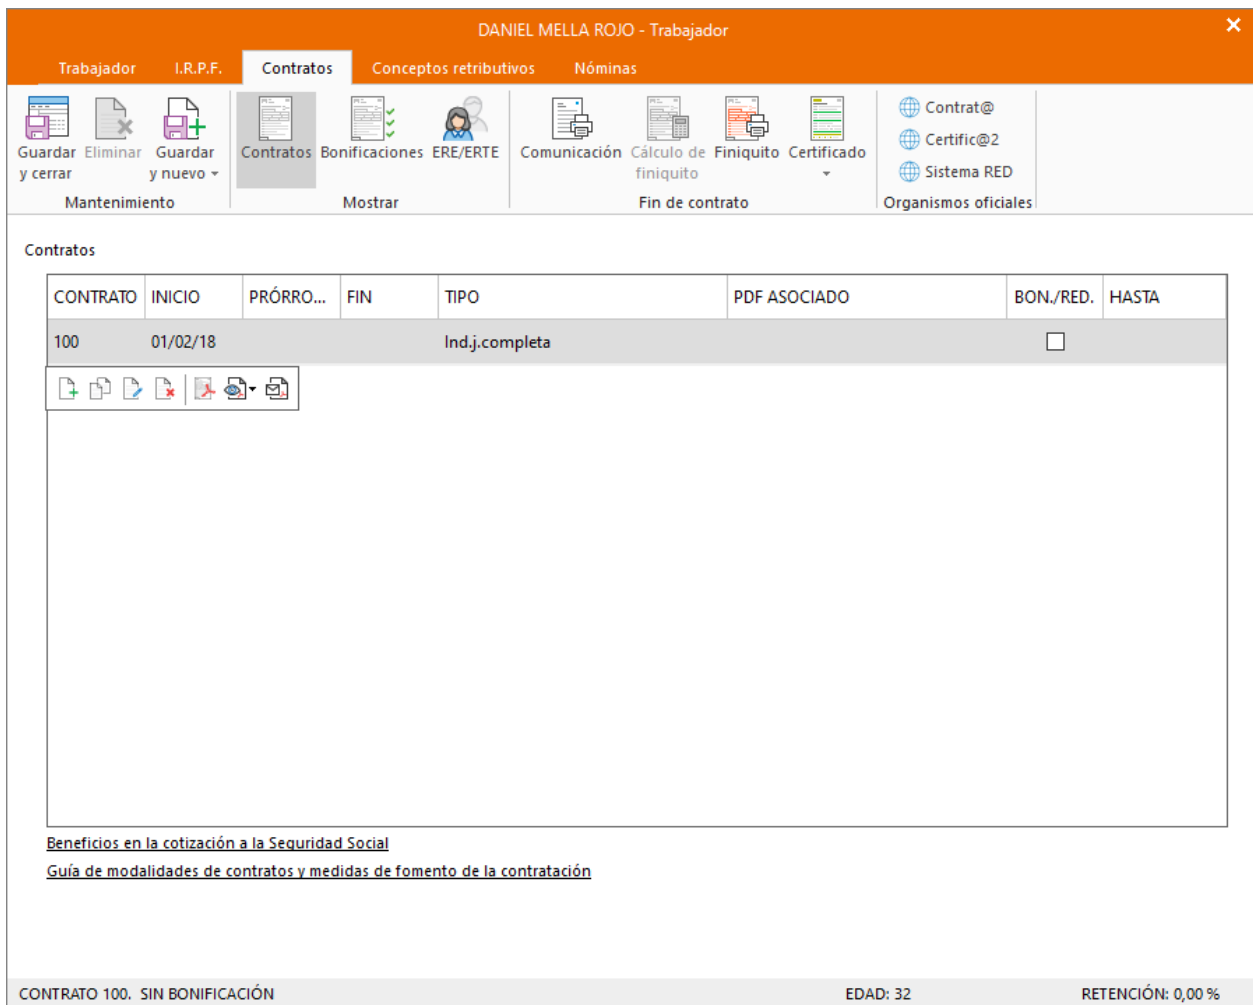 DANIEL MELLA ROJO - Trabajador
Trabajador I.R.P.F. Contratos Conceptos retributivos Nóminas
Guardar y cerrar
Eliminar
Guardar y nuevo
Contratos
Bonificaciones
ERE/ERTE
Comunicación
Cálculo de finiquito
Finiquito
Certificado
Contrat@
Certific@2
Sistema RED
Mantenimiento
Mostrar
Fin de contrato
Organismos oficiales
Contratos
CONTRATO INICIO PRÓRRO... FIN TIPO PDF ASOCIADO BON./RED. HASTA
100 01/02/18 Ind.j.completa
Beneficios en la cotización a la Seguridad Social
Guía de modalidades de contratos y medidas de fomento de la contratación
CONTRATO 100. SIN BONIFICACIÓN EDAD: 32 RETENCIÓN: 0,00 %